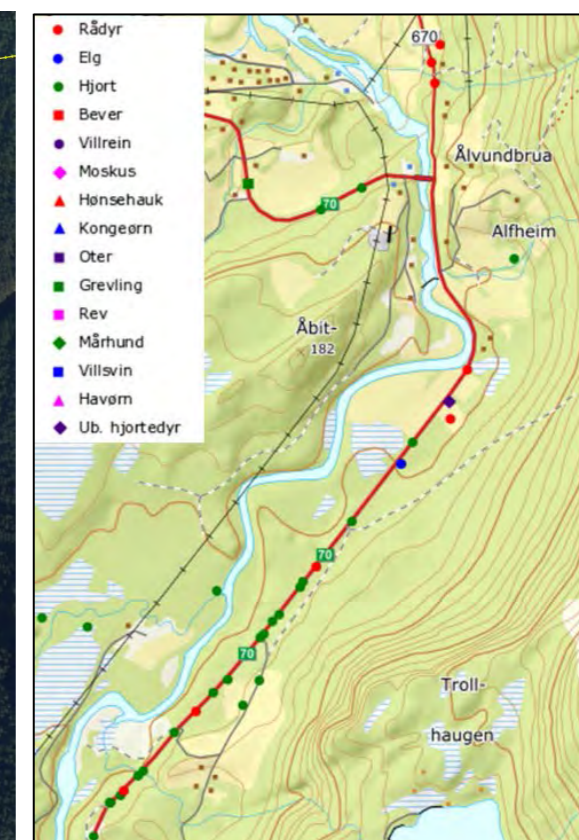 Rådyr
Elg
Hjort
Bever
Villrein
Moskus
Hønsehauk
Kongeørn
Oter
Grevling
Rev
Mårhund
Villsvin
Havørn
Ub. hjortedyr
670
Ålvundbrua
70
Alfheim
Åbit-
182
70
70
Troll-
haugen